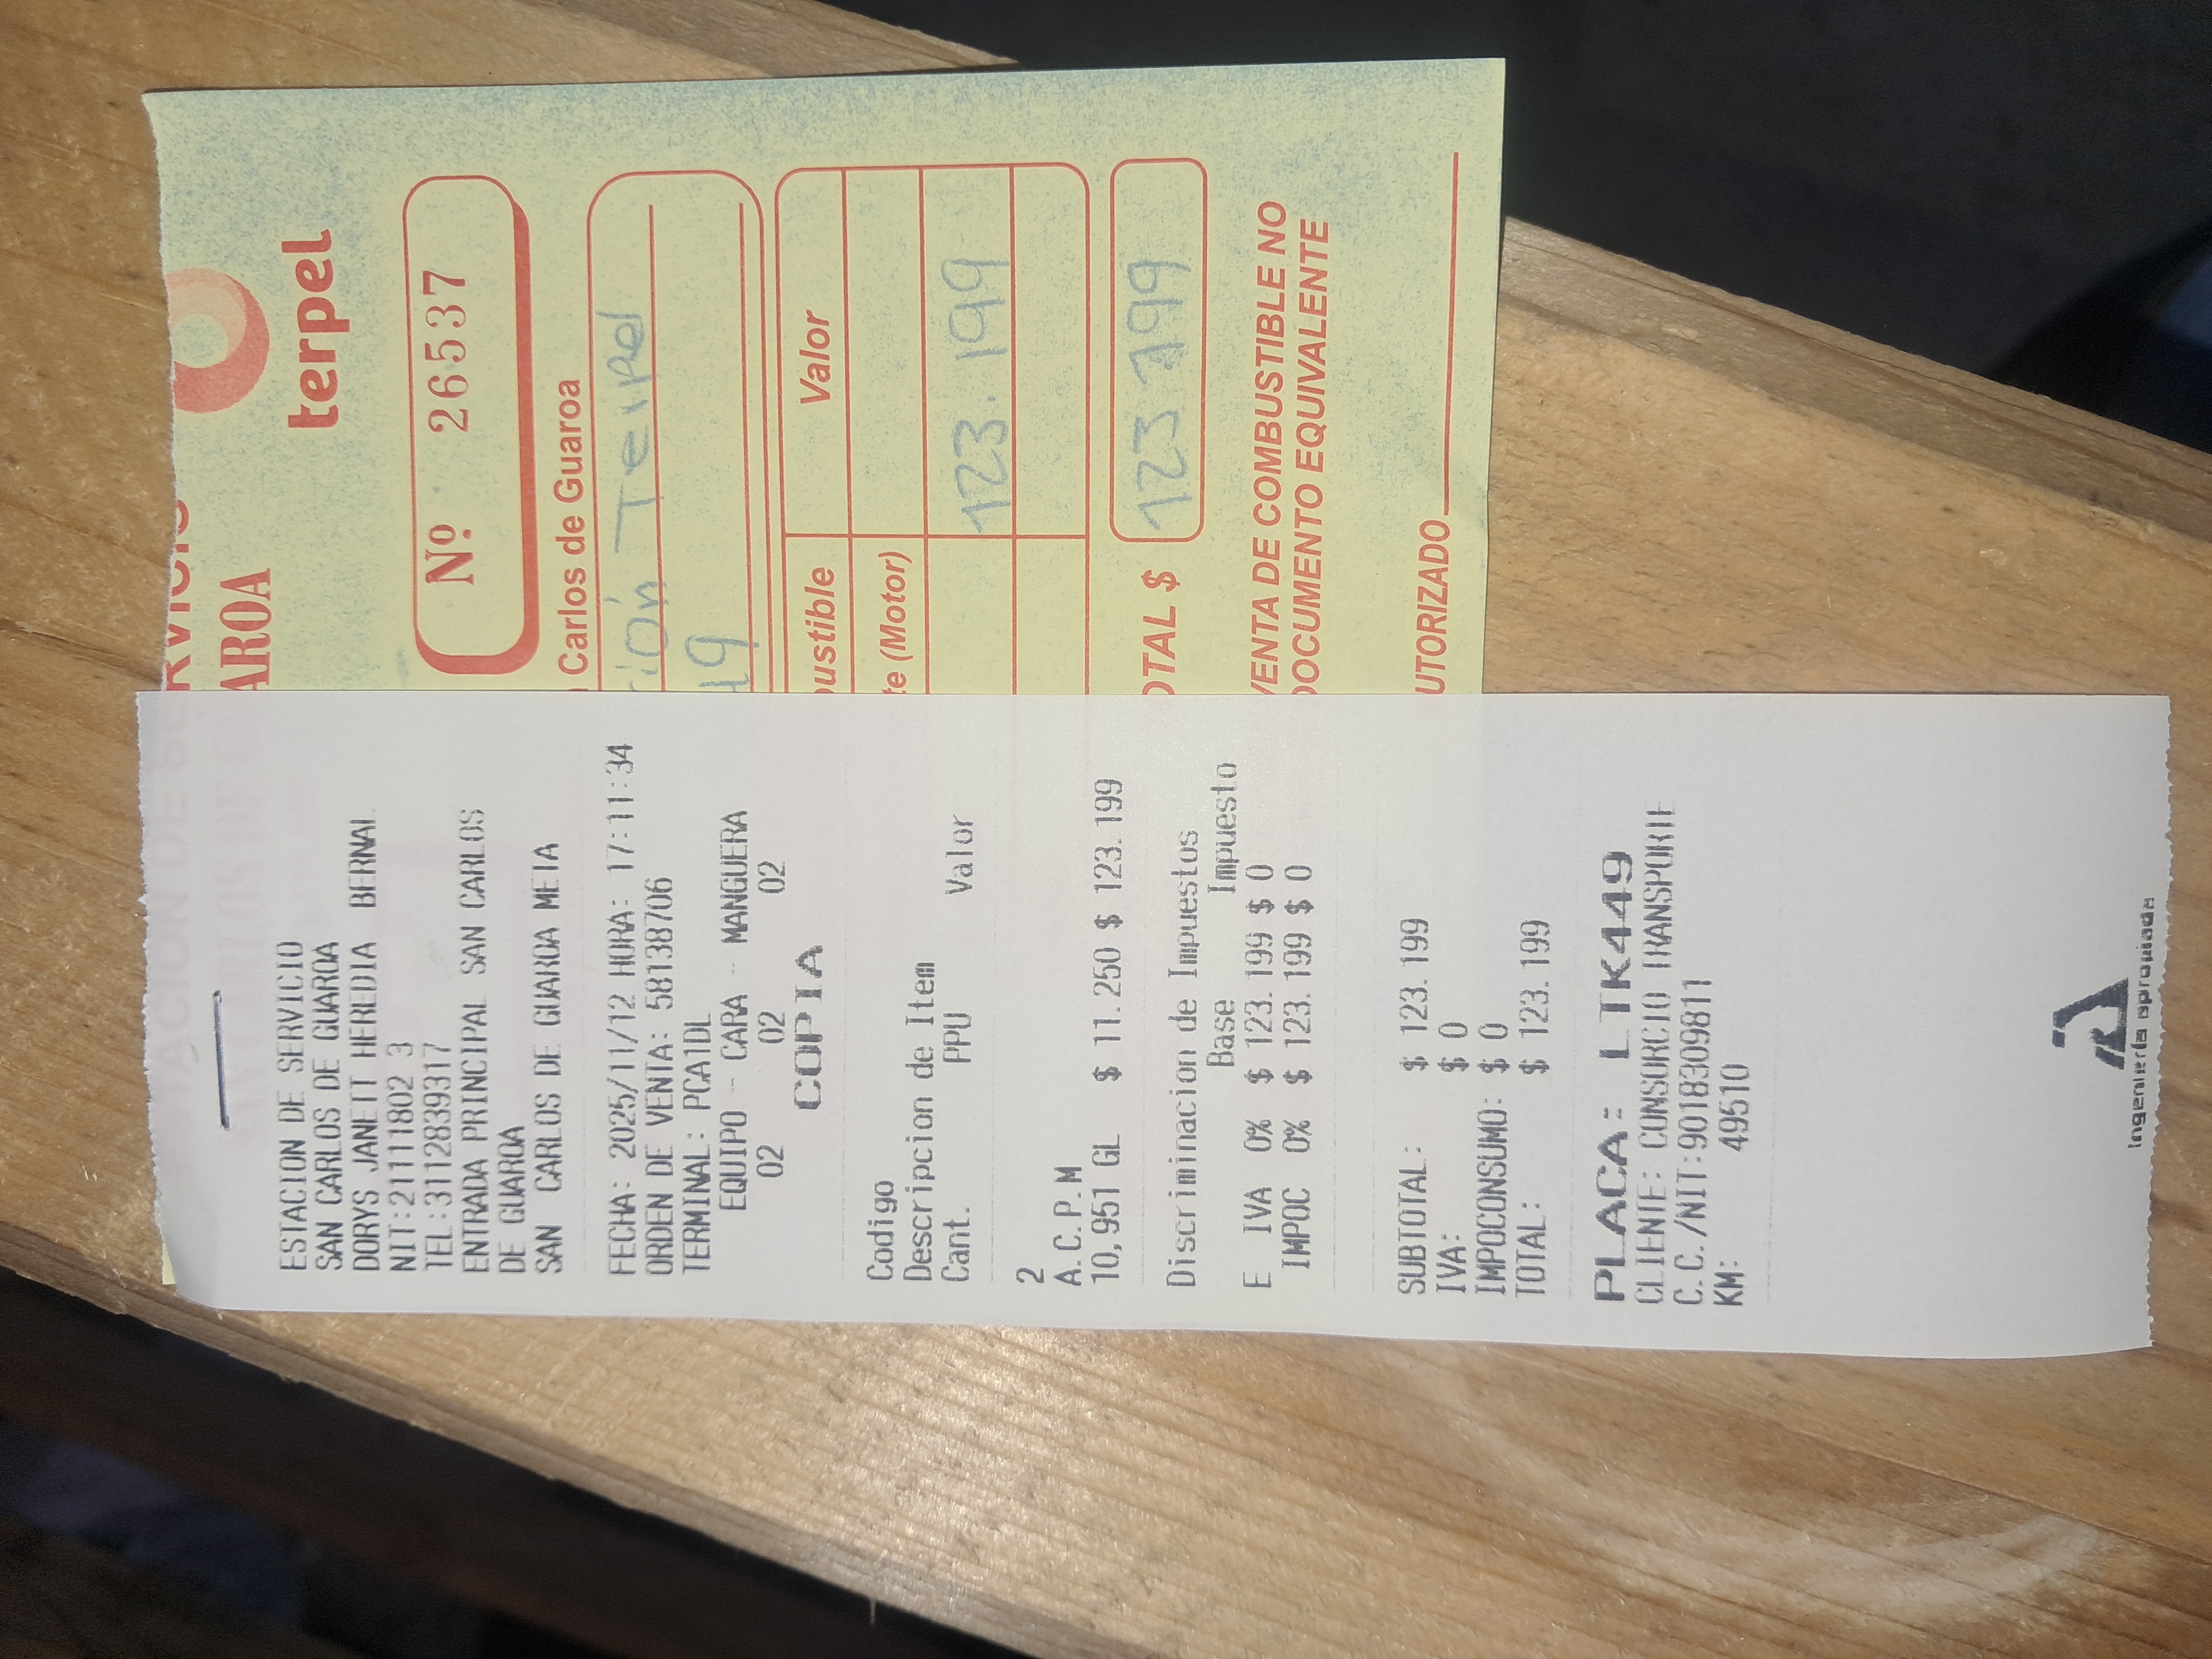 ESTACION DE SERVICIO
SAN CARLOS DE GUAROA
DORYS JANETT HEREDIA BERNAL
NIT:21111802 3
TEL:3112839317
ENTRADA PRINCIPAL SAN CARLOS
DE GUAROA
SAN CARLOS DE GUAROA META
FECHA: 2025/11/12 HORA: 17:11:34
ORDEN DE VENTA: 58138706
TERMINAL: PCA1DL
EQUIPO - CARA - MANGUERA
02 02 02
COPIA
Codigo
Descripcion de Item
Cant. PPU Valor
2
A.C.P.M
10,951 GL $ 11.250 $ 123.199
Discriminacion de Impuestos
Base Impuesto
E IVA 0% $ 123.199 $ 0
IMPOC 0% $ 123.199 $ 0
SUBTOTAL: $ 123.199
IVA: $ 0
IMPOCONSUMO: $ 0
TOTAL: $ 123.199
PLACA: LTK449
CLIENTE: CONSORCIO TRANSPORTE
C.C./NIT:9018309811
KM: 49510
Ingeniería apropiada
RVICIO
AROA
terpel
Nº 26537
Carlos de Guaroa
ión Terpel
49
bustible Valor
te (Motor)
123.199
OTAL $ 123.199
VENTA DE COMBUSTIBLE NO
DOCUMENTO EQUIVALENTE
UTORIZADO